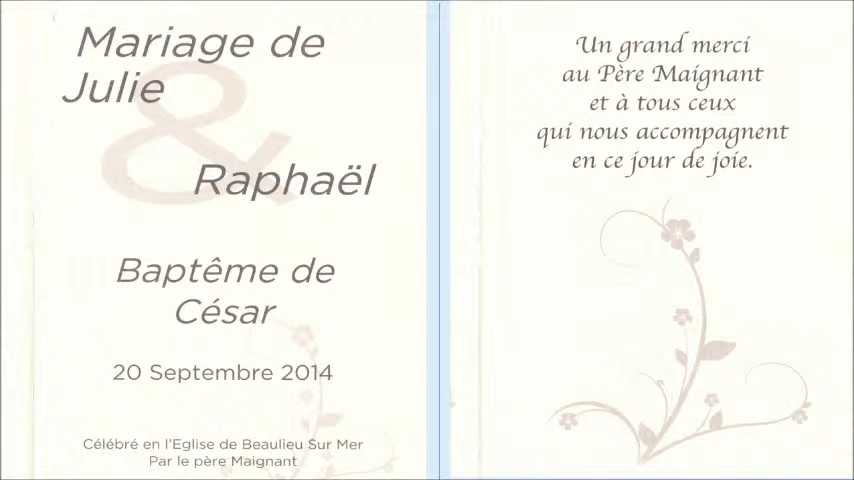 Mariage de
Julie
&
Raphaël
Baptême de
César
20 Septembre 2014
Célébré en l'Eglise de Beaulieu Sur Mer
Par le père Maignant
Un grand merci
au Père Maignant
et à tous ceux
qui nous accompagnent
en ce jour de joie.